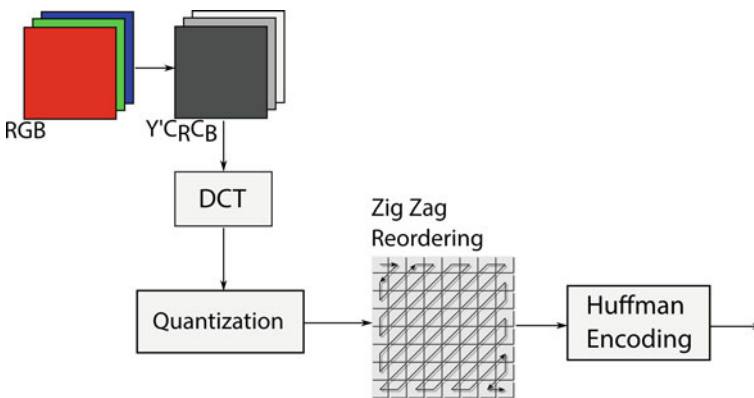 RGB
Y'CRCB
DCT
Zig Zag
Reordering
Quantization
Huffman
Encoding